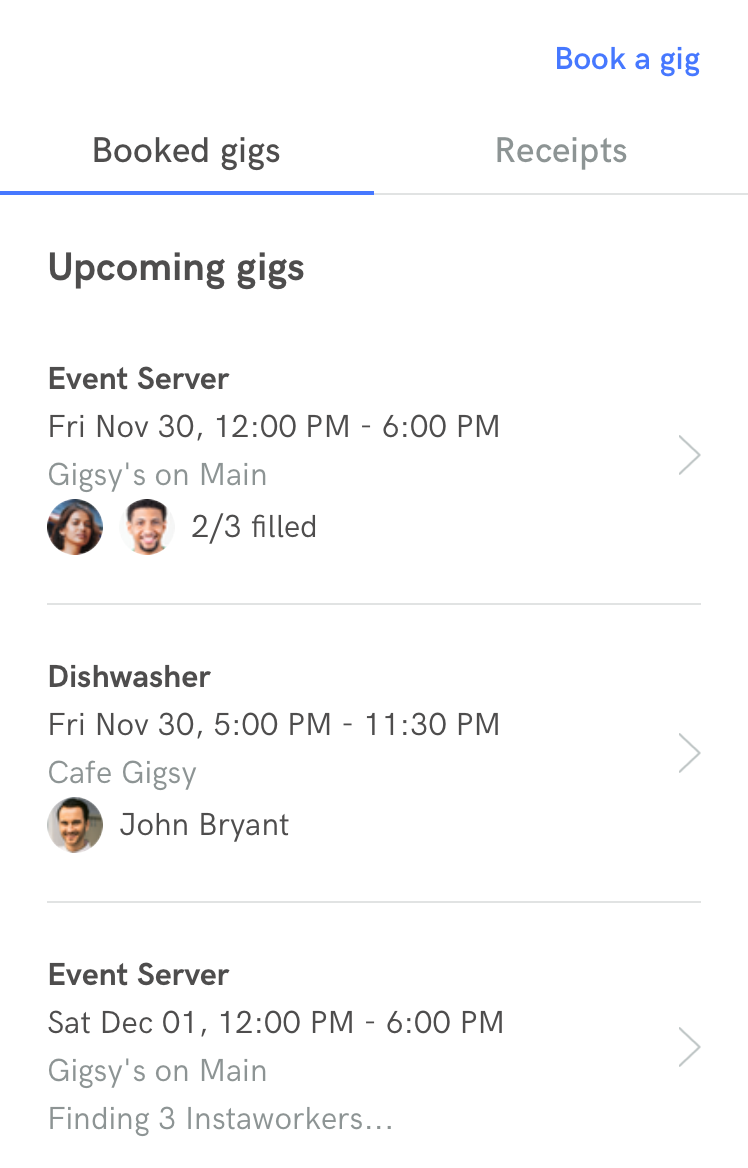 Book a gig
Booked gigs
Receipts
Upcoming gigs
Event Server
Fri Nov 30, 12:00 PM - 6:00 PM
Gigsy's on Main
2/3 filled
Dishwasher
Fri Nov 30, 5:00 PM - 11:30 PM
Cafe Gigsy
John Bryant
Event Server
Sat Dec 01, 12:00 PM - 6:00 PM
Gigsy's on Main
Finding 3 Instaworkers...